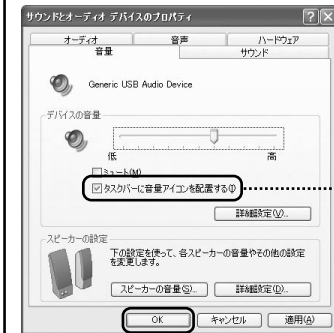 サウンドとオーディオ デバイスのプロパティ
オーディオ 音声 ハードウェア
音量 サウンド
Generic USB Audio Device
デバイスの音量
低 高
ミュート(M)
タスクバーに音量アイコンを配置する(I)
詳細設定(V)...
スピーカーの設定
下の設定を使って、各スピーカーの音量やその他の設定
を変更します。
スピーカーの音量(S)... 詳細設定(D)...
OK キャンセル 適用(A)